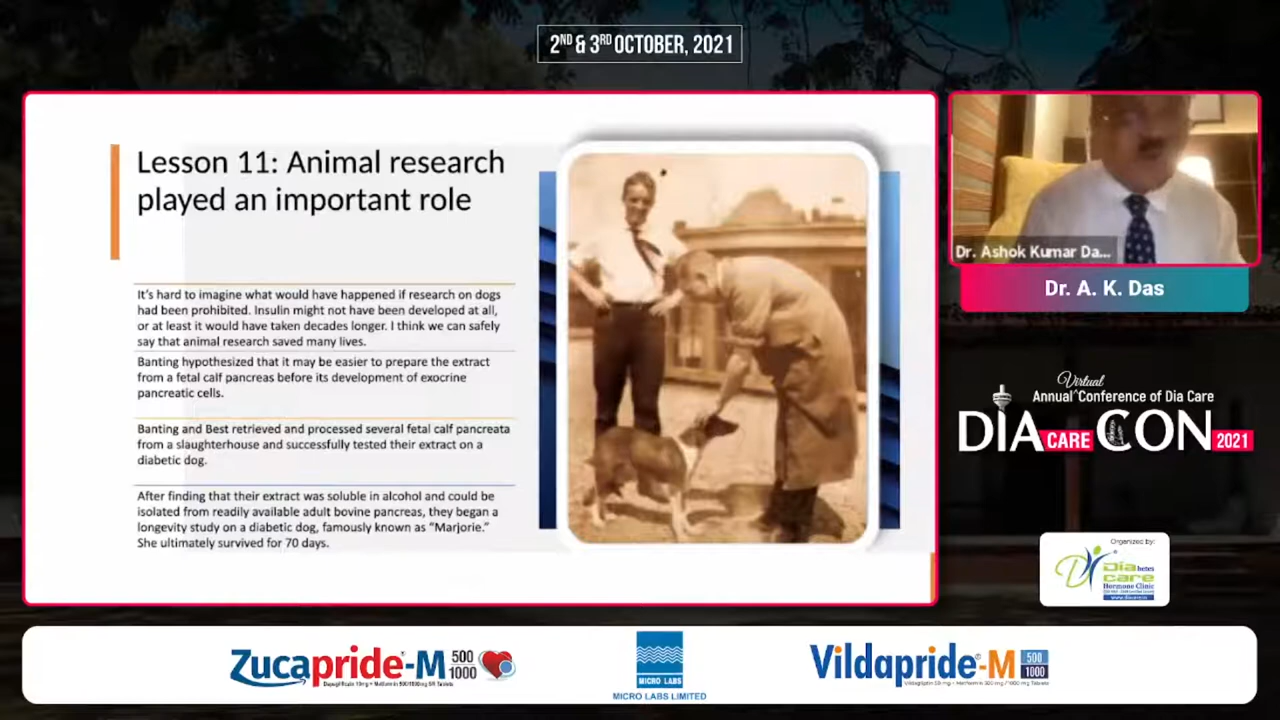 2ND & 3RD OCTOBER, 2021
Lesson 11: Animal research
played an important role
It's hard to imagine what would have happened if research on dogs
had been prohibited. Insulin might not have been developed at all,
or at least it would have taken decades longer. I think we can safely
say that animal research saved many lives.
Banting hypothesized that it may be easier to prepare the extract
from a fetal calf pancreas before its development of exocrine
pancreatic cells.
Banting and Best retrieved and processed several fetal calf pancreata
from a slaughterhouse and successfully tested their extract on a
diabetic dog.
After finding that their extract was soluble in alcohol and could be
isolated from readily available adult bovine pancreas, they began a
longevity study on a diabetic dog, famously known as “Marjorie.”
She ultimately survived for 70 days.
Dr. Ashok Kumar Da...
Dr. A. K. Das
Virtual
Annual^Conference of Dia Care
DIA CARE CON 2021
Organized by:
Diabetes
care
Hormone Clinic
Zucapride®-M 500
1000
MICRO LABS
MICRO LABS LIMITED
Vildapride®-M 500
1000